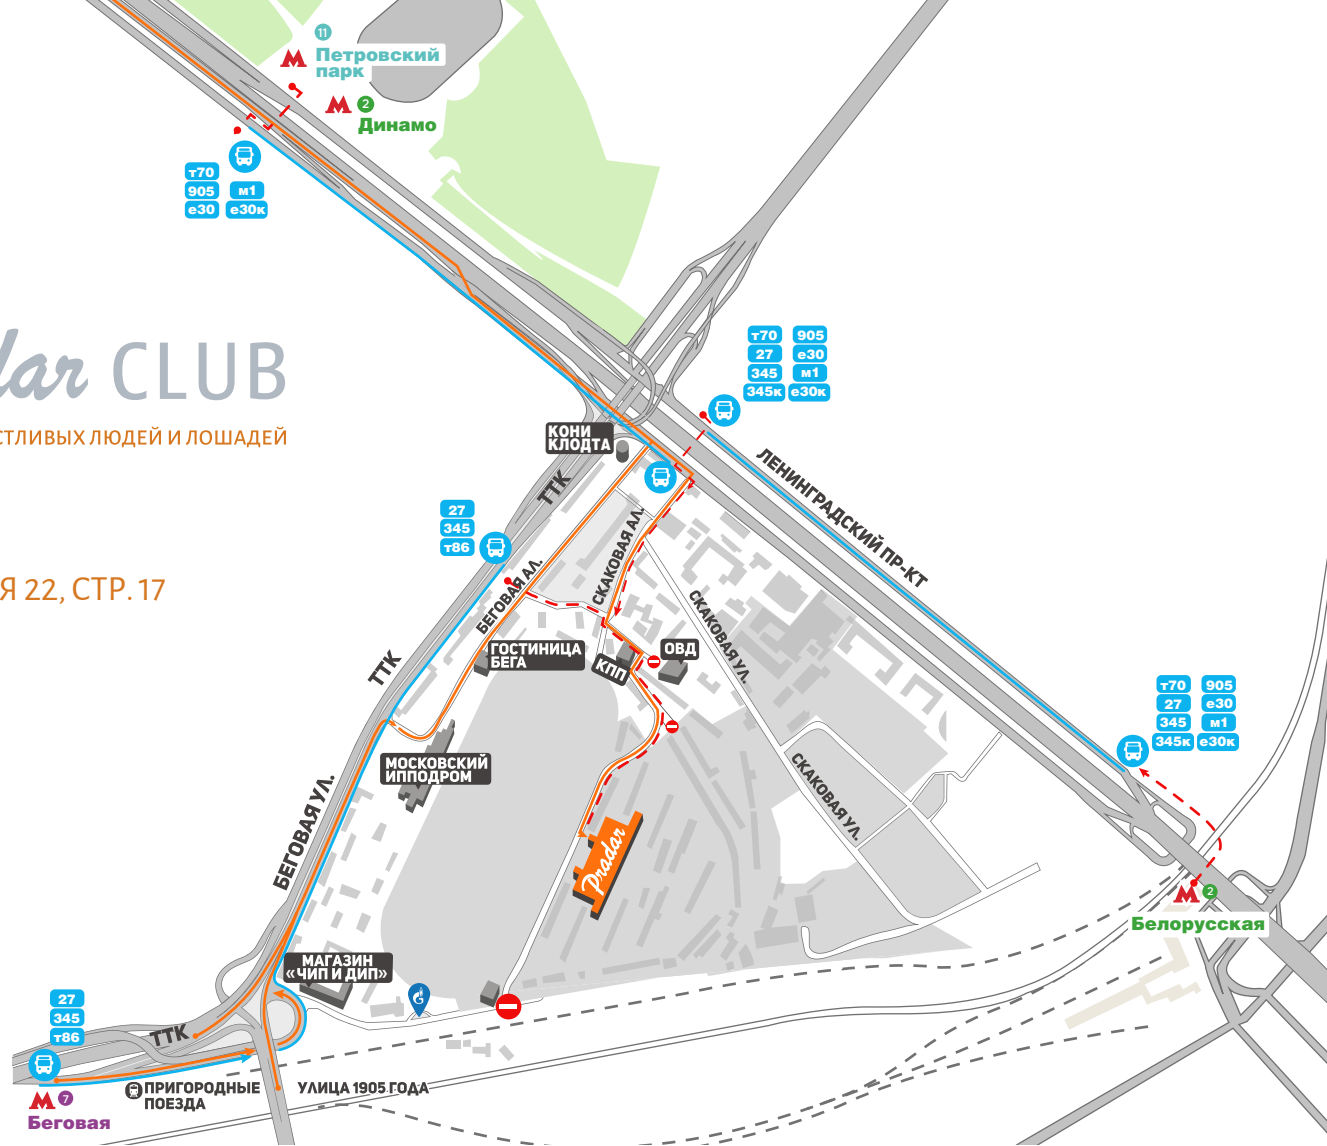 11
Петровский
парк
2
Динамо
т70
905
м1
е30
е30к
dar CLUB
СТЛИВЫХ ЛЮДЕЙ И ЛОШАДЕЙ
Я 22, СТР. 17
т70
905
27
е30
345
м1
345к
е30к
КОНИ
КЛОДТА
ТТК
27
345
т86
ЛЕНИНГРАДСКИЙ ПР-КТ
СКАКОВАЯ АЛ.
БЕГОВАЯ АЛ.
СКАКОВАЯ УЛ.
ГОСТИНИЦА
БЕГА
КПП
ОВД
ТТК
т70
905
27
е30
345
м1
345к
е30к
МОСКОВСКИЙ
ИППОДРОМ
СКАКОВАЯ УЛ.
БЕГОВАЯ УЛ.
Pradar
2
Белорусская
МАГАЗИН
«ЧИП И ДИП»
27
345
т86
ТТК
ПРИГОРОДНЫЕ
ПОЕЗДА
УЛИЦА 1905 ГОДА
7
Беговая